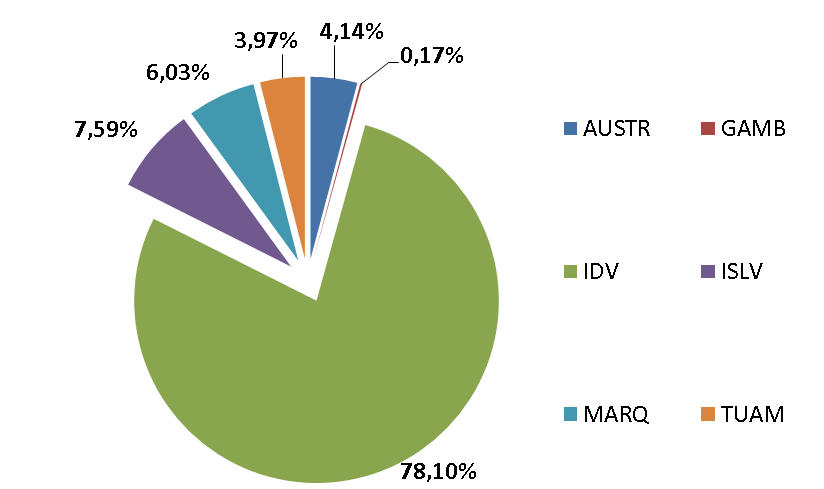 4,14%
3,97%
0,17%
6,03%
7,59%
78,10%
AUSTR GAMB
IDV ISLV
MARQ TUAM